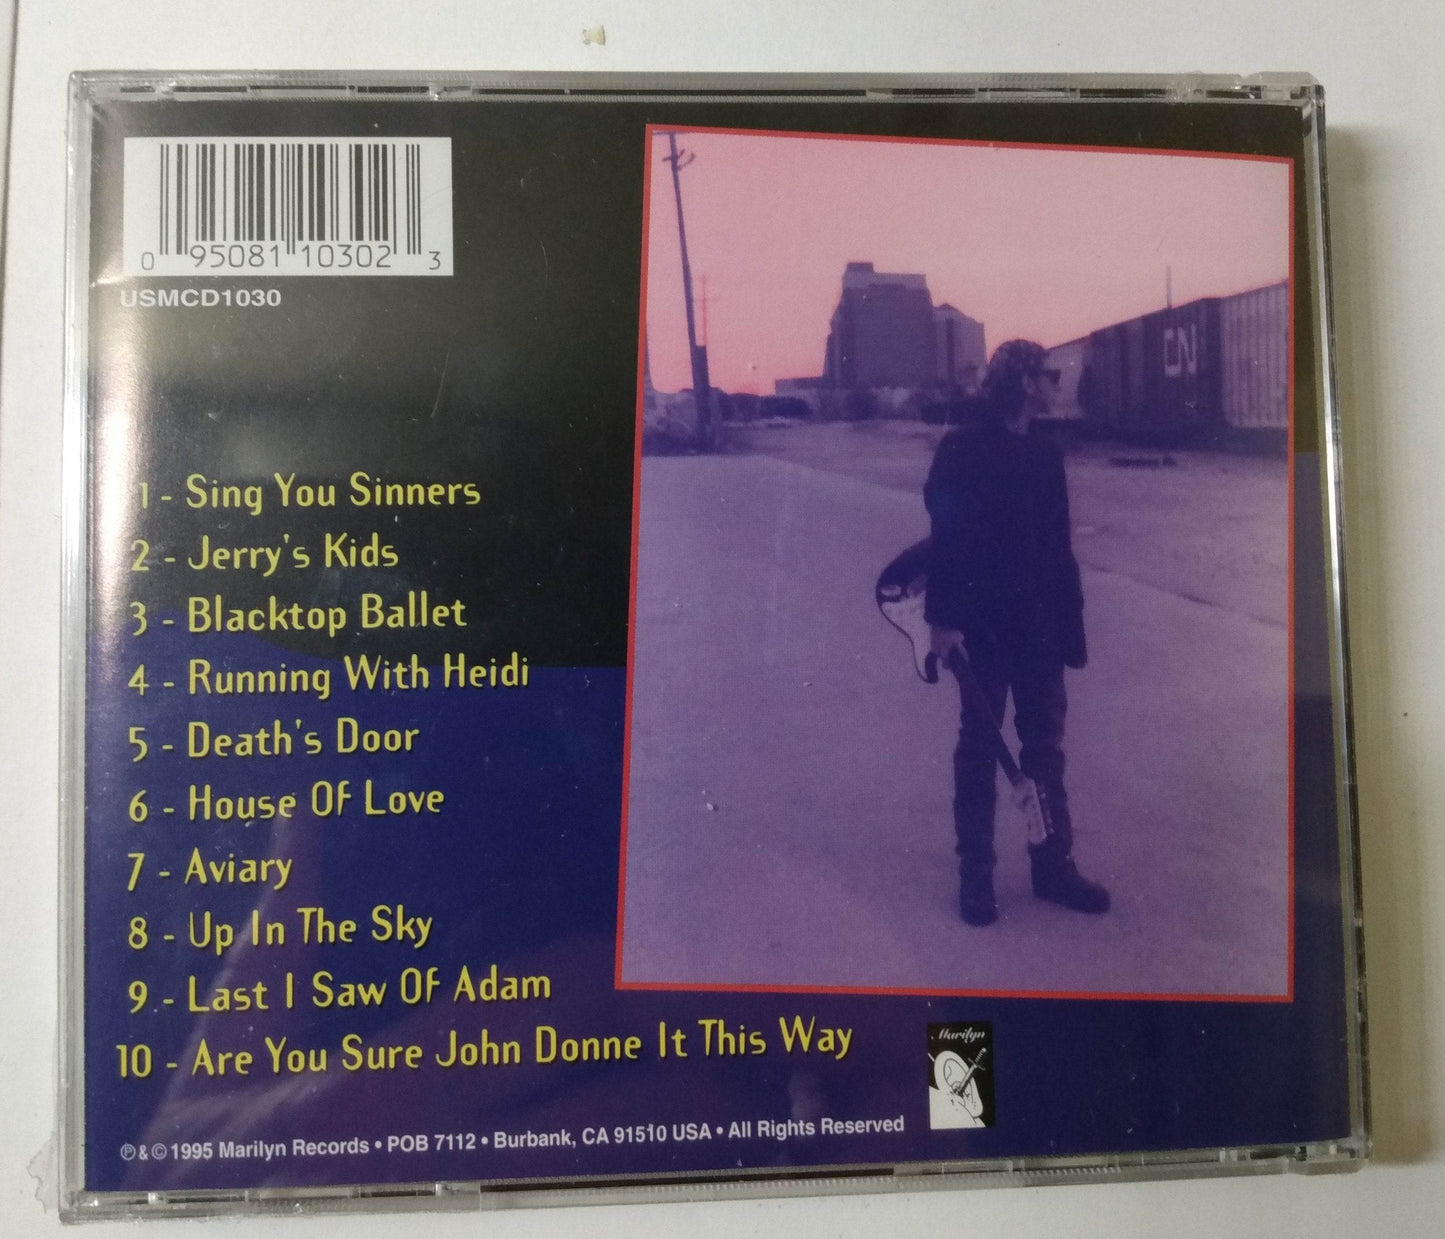 0 95081 10302 3
USMCD1030
CN
1 - Sing You Sinners
2 - Jerry's Kids
3 - Blacktop Ballet
4 - Running With Heidi
5 - Death's Door
6 - House Of Love
7 - Aviary
8 - Up In The Sky
9 - Last I Saw Of Adam
10 - Are You Sure John Donne It This Way
Marilyn
℗ & © 1995 Marilyn Records • POB 7112 • Burbank, CA 91510 USA • All Rights Reserved